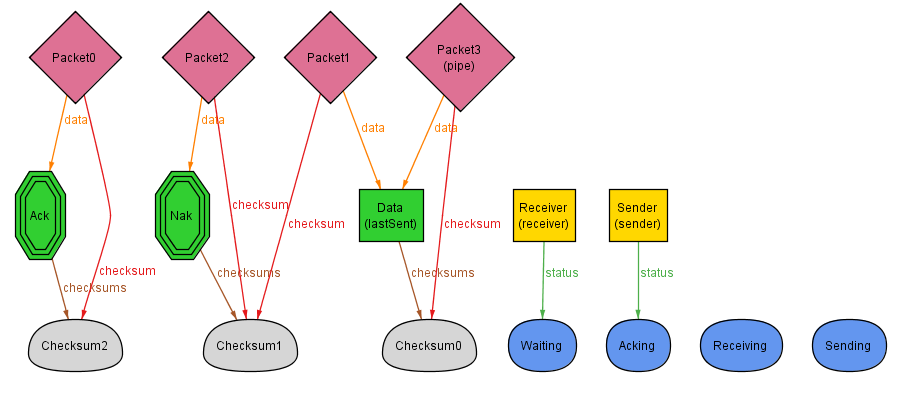 Packet0
Packet2
Packet1
Packet3
(pipe)
data
data
data
data
Ack
Nak
Data
(lastSent)
Receiver
(receiver)
Sender
(sender)
checksum
checksum
checksum
checksum
checksums
checksums
checksums
status
status
Checksum2
Checksum1
Checksum0
Waiting
Acking
Receiving
Sending